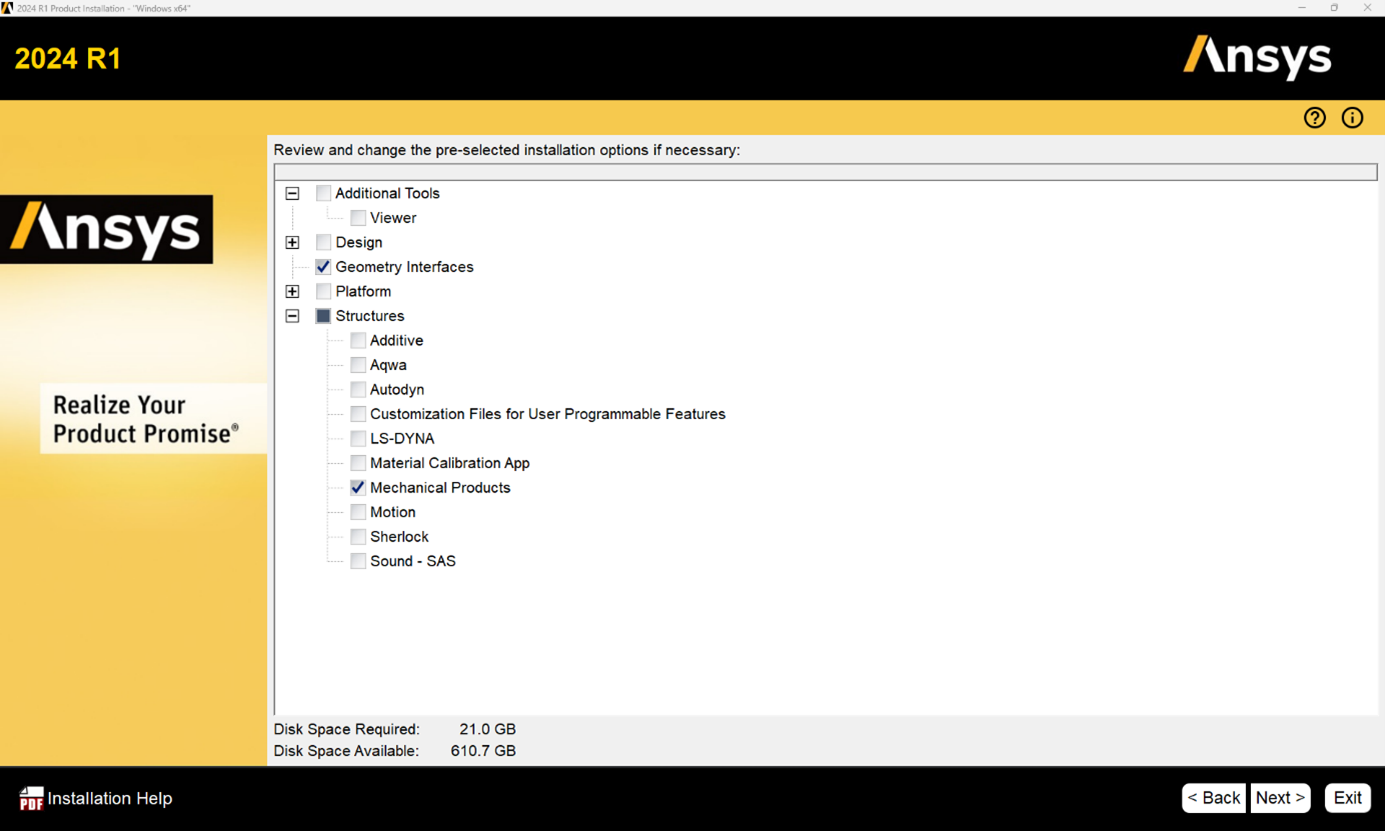 2024 R1 Product Installation - "Windows x64"
2024 R1
Ansys
Review and change the pre-selected installation options if necessary:
Additional Tools
Viewer
Design
Geometry Interfaces
Platform
Structures
Additive
Aqwa
Autodyn
Customization Files for User Programmable Features
LS-DYNA
Material Calibration App
Mechanical Products
Motion
Sherlock
Sound - SAS
Ansys
Realize Your
Product Promise®
Disk Space Required: 21.0 GB
Disk Space Available: 610.7 GB
PDF Installation Help
< Back Next > Exit